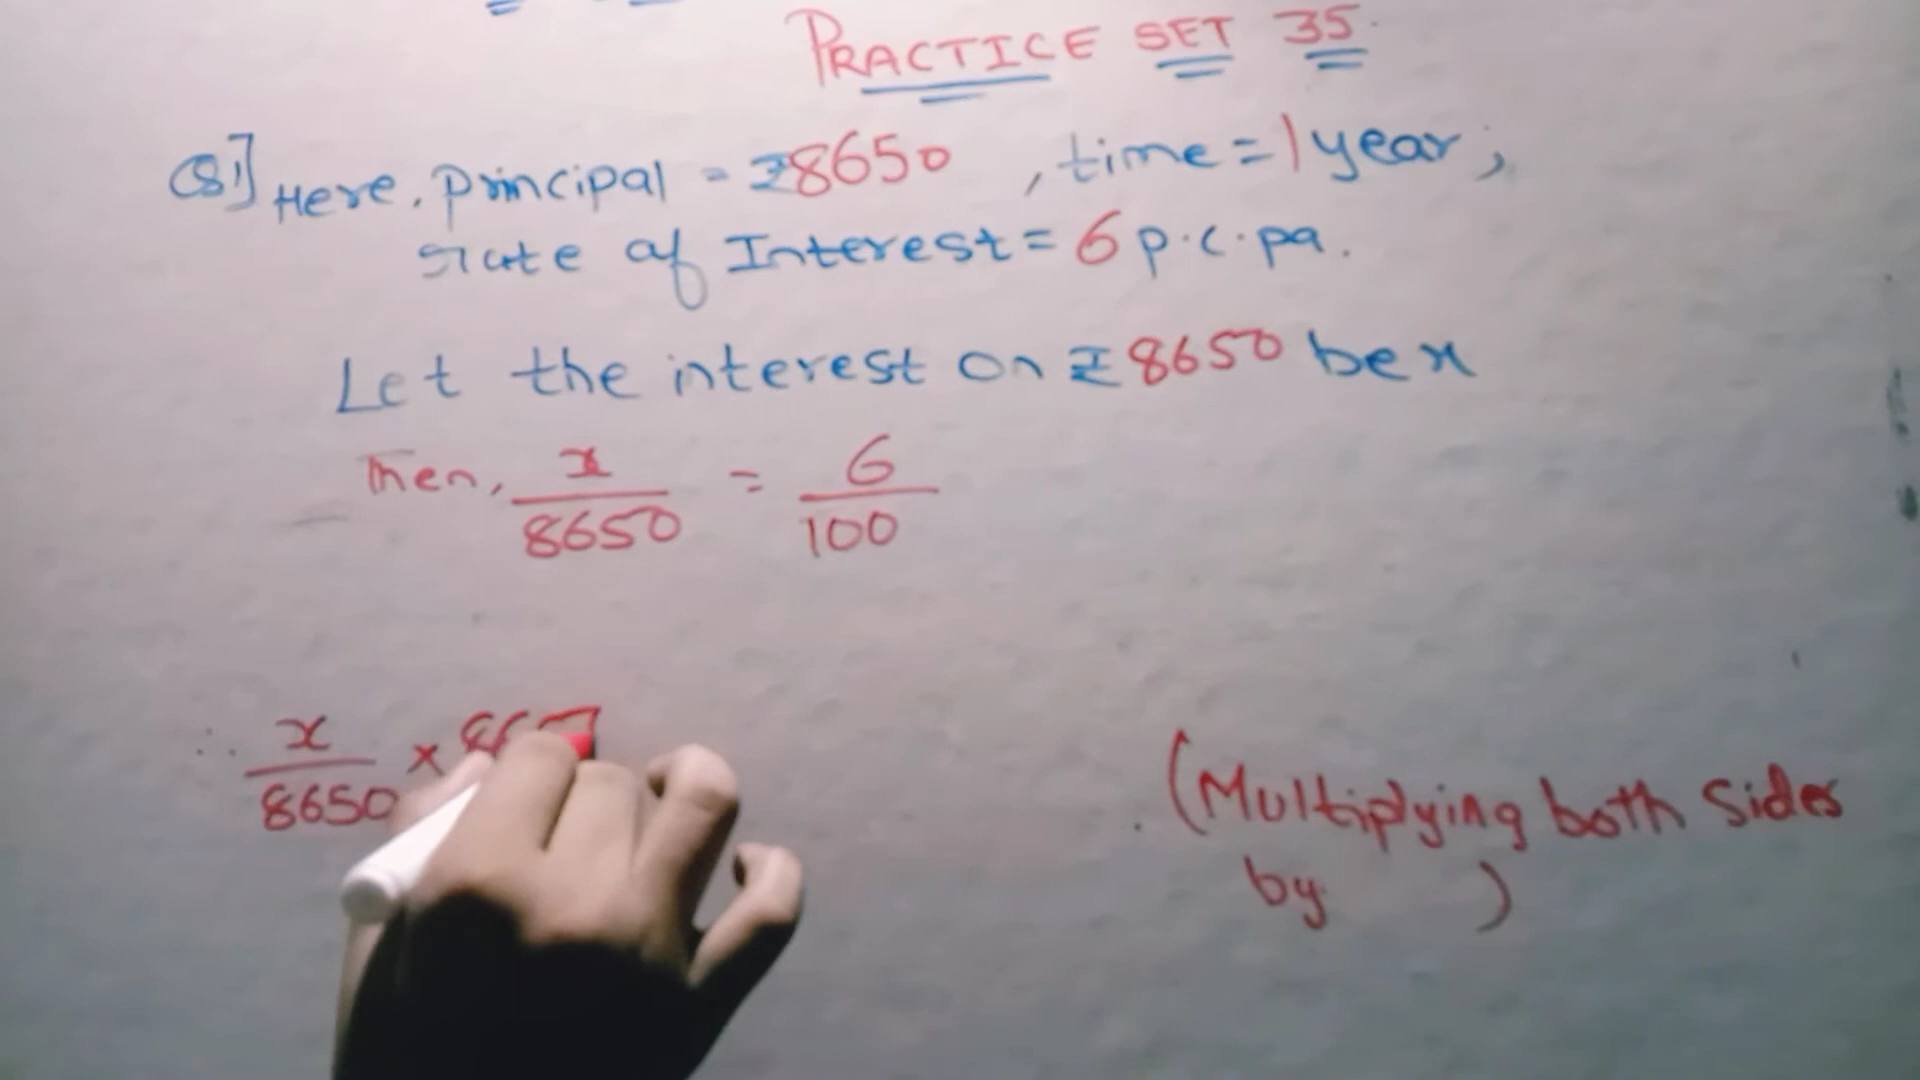 PRACTICE SET 35
Q1] Here, Principal = ₹8650 , time = 1 year ;
rate of Interest = 6 p.c.pa.
Let the interest on ₹8650 be x
Then, x/8650 = 6/100
∴ x/8650 ×
(Multiplying both Sides
by )